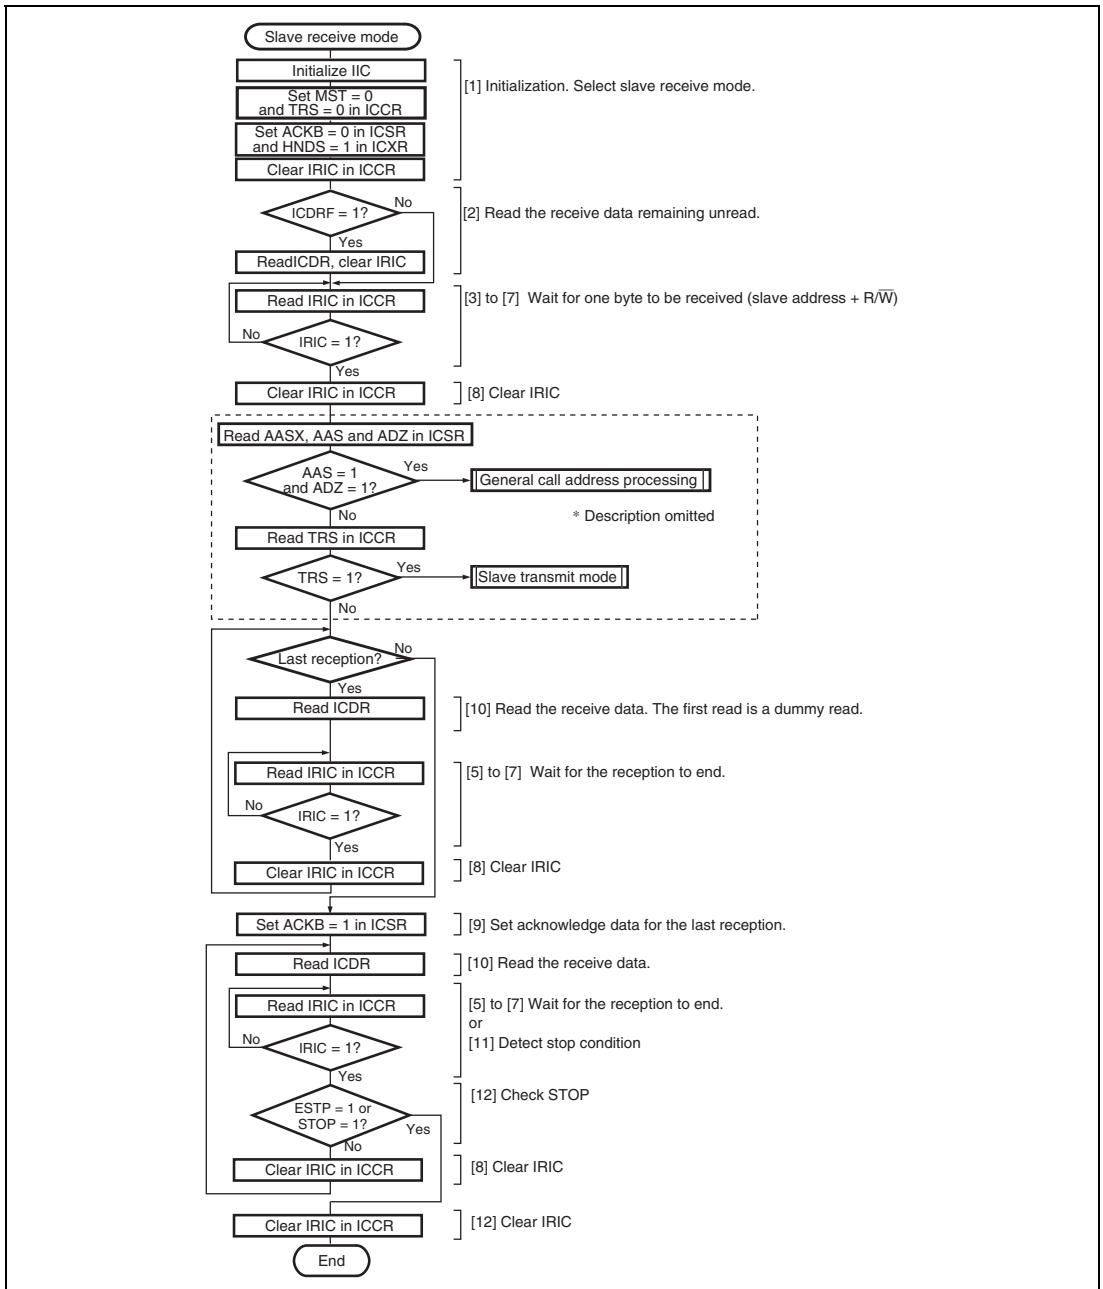 Slave receive mode
Initialize IIC
[1] Initialization. Select slave receive mode.
Set MST = 0
and TRS = 0 in ICCR
Set ACKB = 0 in ICSR
and HNDS = 1 in ICXR
Clear IRIC in ICCR
ICDRF = 1?
No
[2] Read the receive data remaining unread.
Yes
ReadICDR, clear IRIC
Read IRIC in ICCR
[3] to [7] Wait for one byte to be received (slave address + R/W̅)
No
IRIC = 1?
Yes
Clear IRIC in ICCR
[8] Clear IRIC
Read AASX, AAS and ADZ in ICSR
AAS = 1
and ADZ = 1?
Yes
General call address processing
No
* Description omitted
Read TRS in ICCR
TRS = 1?
Yes
Slave transmit mode
No
Last reception?
No
Yes
Read ICDR
[10] Read the receive data. The first read is a dummy read.
Read IRIC in ICCR
[5] to [7] Wait for the reception to end.
No
IRIC = 1?
Yes
Clear IRIC in ICCR
[8] Clear IRIC
Set ACKB = 1 in ICSR
[9] Set acknowledge data for the last reception.
Read ICDR
[10] Read the receive data.
Read IRIC in ICCR
[5] to [7] Wait for the reception to end.
or
[11] Detect stop condition
No
IRIC = 1?
Yes
ESTP = 1 or
STOP = 1?
[12] Check STOP
Yes
No
Clear IRIC in ICCR
[8] Clear IRIC
Clear IRIC in ICCR
[12] Clear IRIC
End